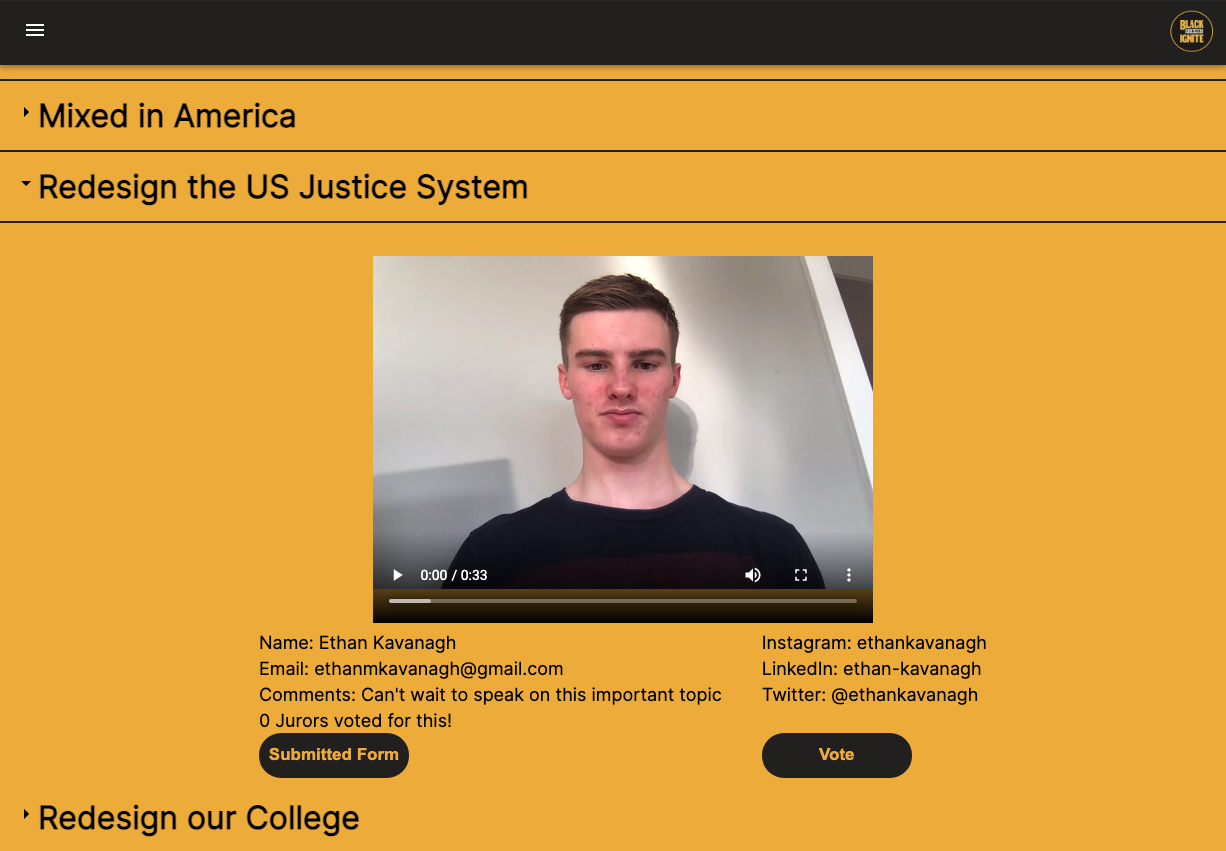 BLACK
IGNITE
Mixed in America
Redesign the US Justice System
0:00 / 0:33
Name: Ethan Kavanagh
Email: ethanmkavanagh@gmail.com
Comments: Can't wait to speak on this important topic
0 Jurors voted for this!
Instagram: ethankavanagh
LinkedIn: ethan-kavanagh
Twitter: @ethankavanagh
Submitted Form
Vote
Redesign our College